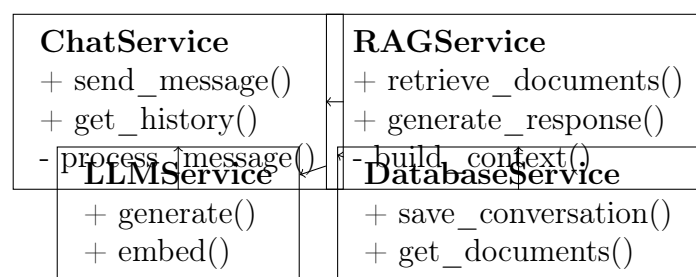 ChatService
+ send_message()
+ get_history()
- process_message()
RAGService
+ retrieve_documents()
+ generate_response()
- build_context()
LLMService
+ generate()
+ embed()
DatabaseService
+ save_conversation()
+ get_documents()